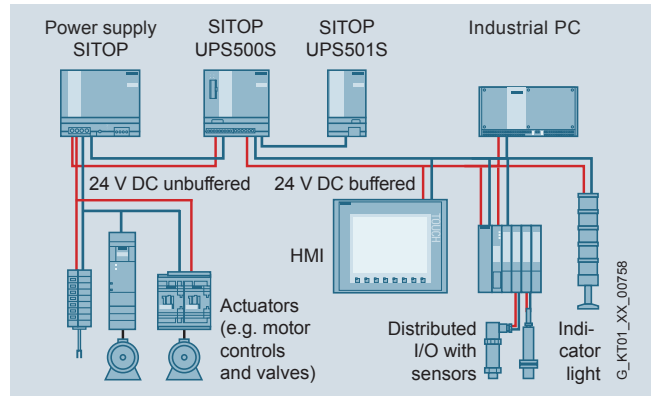 Power supply
SITOP
SITOP
UPS500S
SITOP
UPS501S
Industrial PC
24 V DC unbuffered
24 V DC buffered
HMI
Actuators
(e.g. motor
controls
and valves)
Distributed
I/O with
sensors
Indi-
cator
light
G_KT01_XX_00758